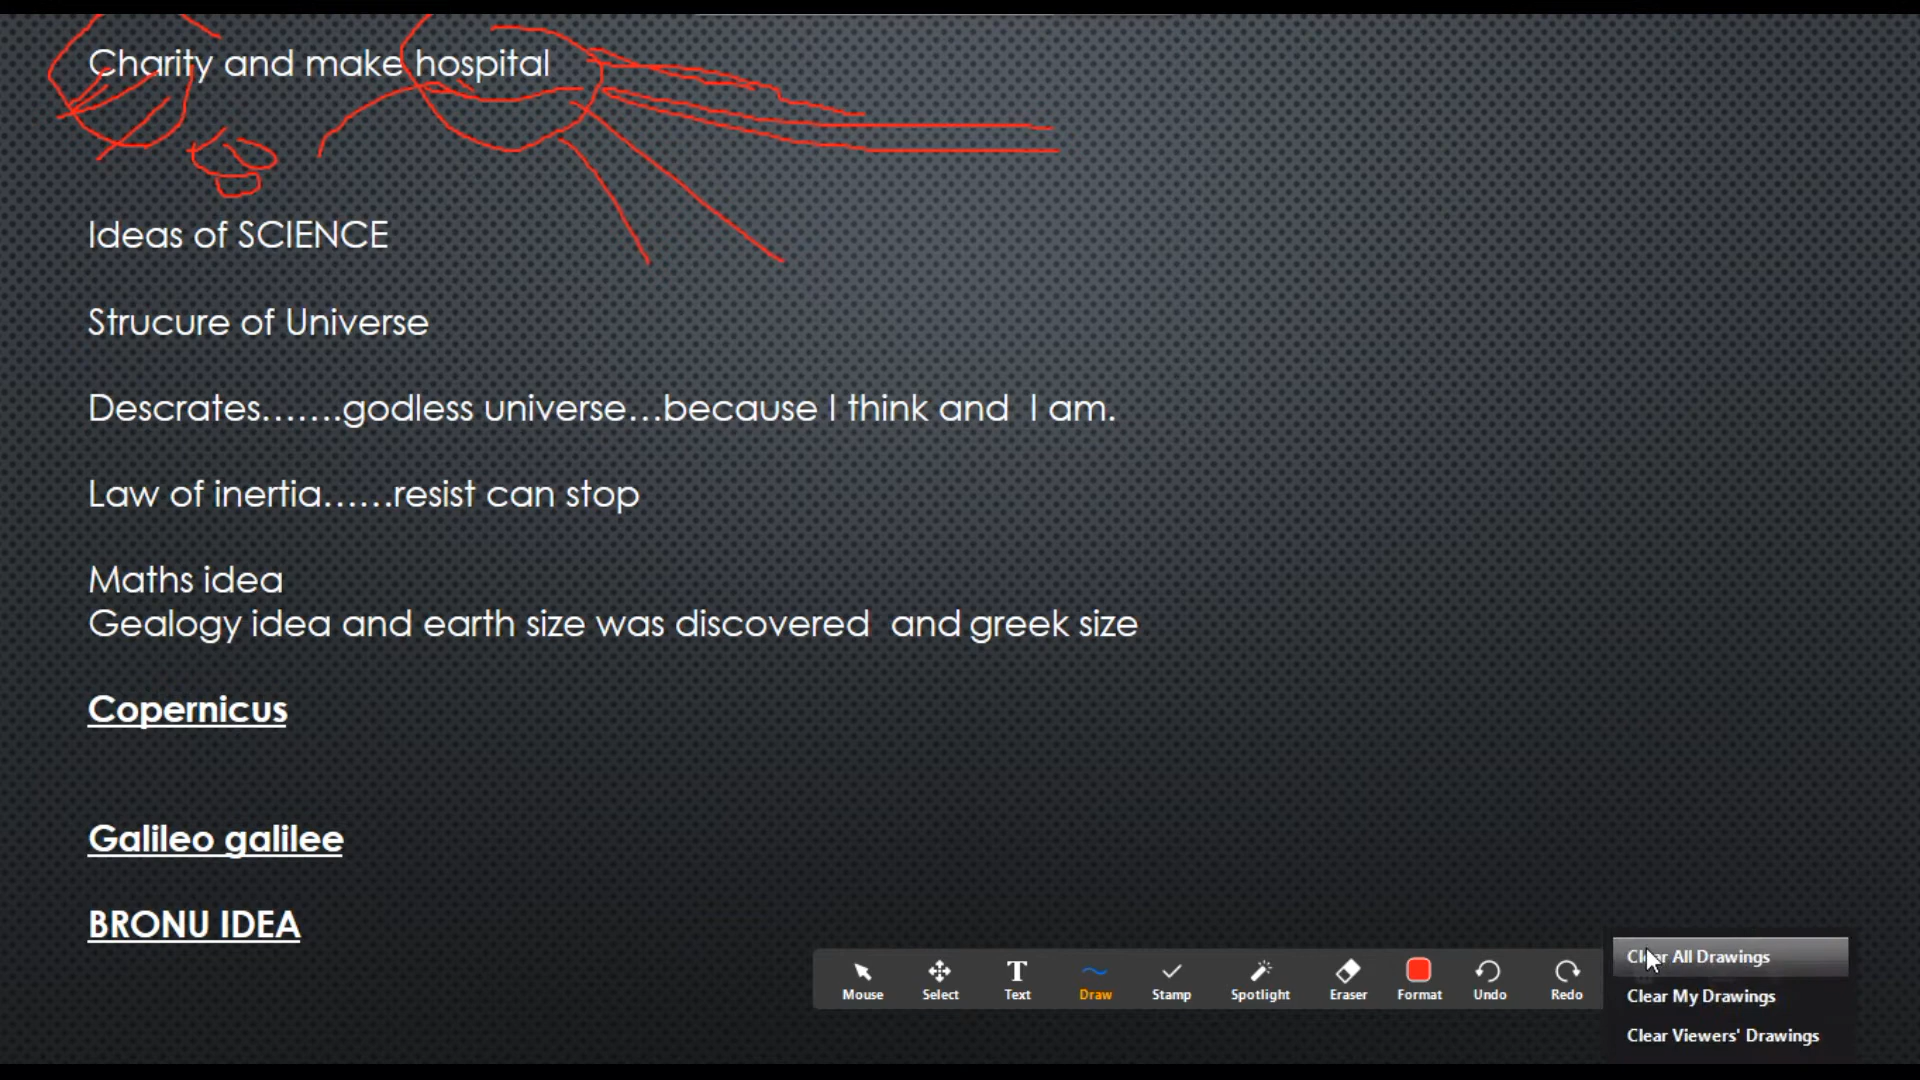 Charity and make hospital
Ideas of SCIENCE
Strucure of Universe
Descrates.......godless universe...because I think and  I am.
Law of inertia......resist can stop
Maths idea
Gealogy idea and earth size was discovered  and greek size
Copernicus
Galileo galilee
BRONU IDEA
Mouse Select Text Draw Stamp Spotlight Eraser Format Undo Redo
Clear All Drawings
Clear My Drawings
Clear Viewers' Drawings